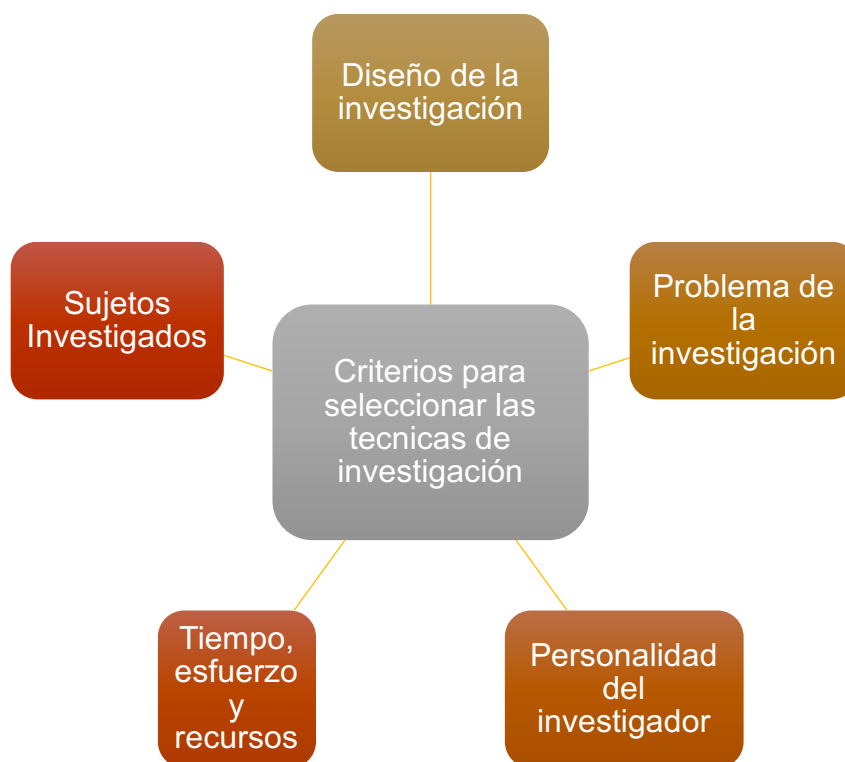 Diseño de la
investigación
Sujetos
Investigados
Problema de
la
investigación
Criterios para
seleccionar las
tecnicas de
investigación
Tiempo,
esfuerzo
y
recursos
Personalidad
del
investigador